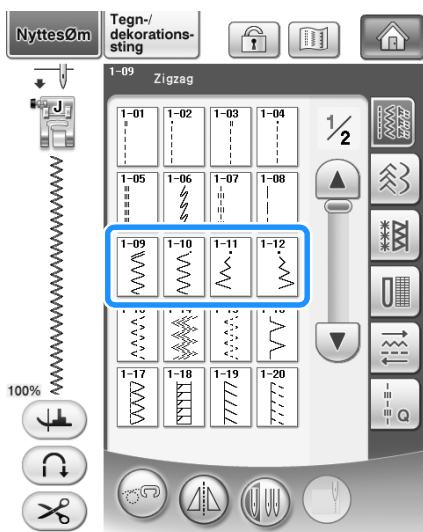 NyttesØm
Tegn-/
dekorations-
sting
1-09
Zigzag
J
1-01 1-02 1-03 1-04
1/2
1-05 1-06 1-07 1-08
1-09 1-10 1-11 1-12
1-17 1-18 1-19 1-20
100%
Q